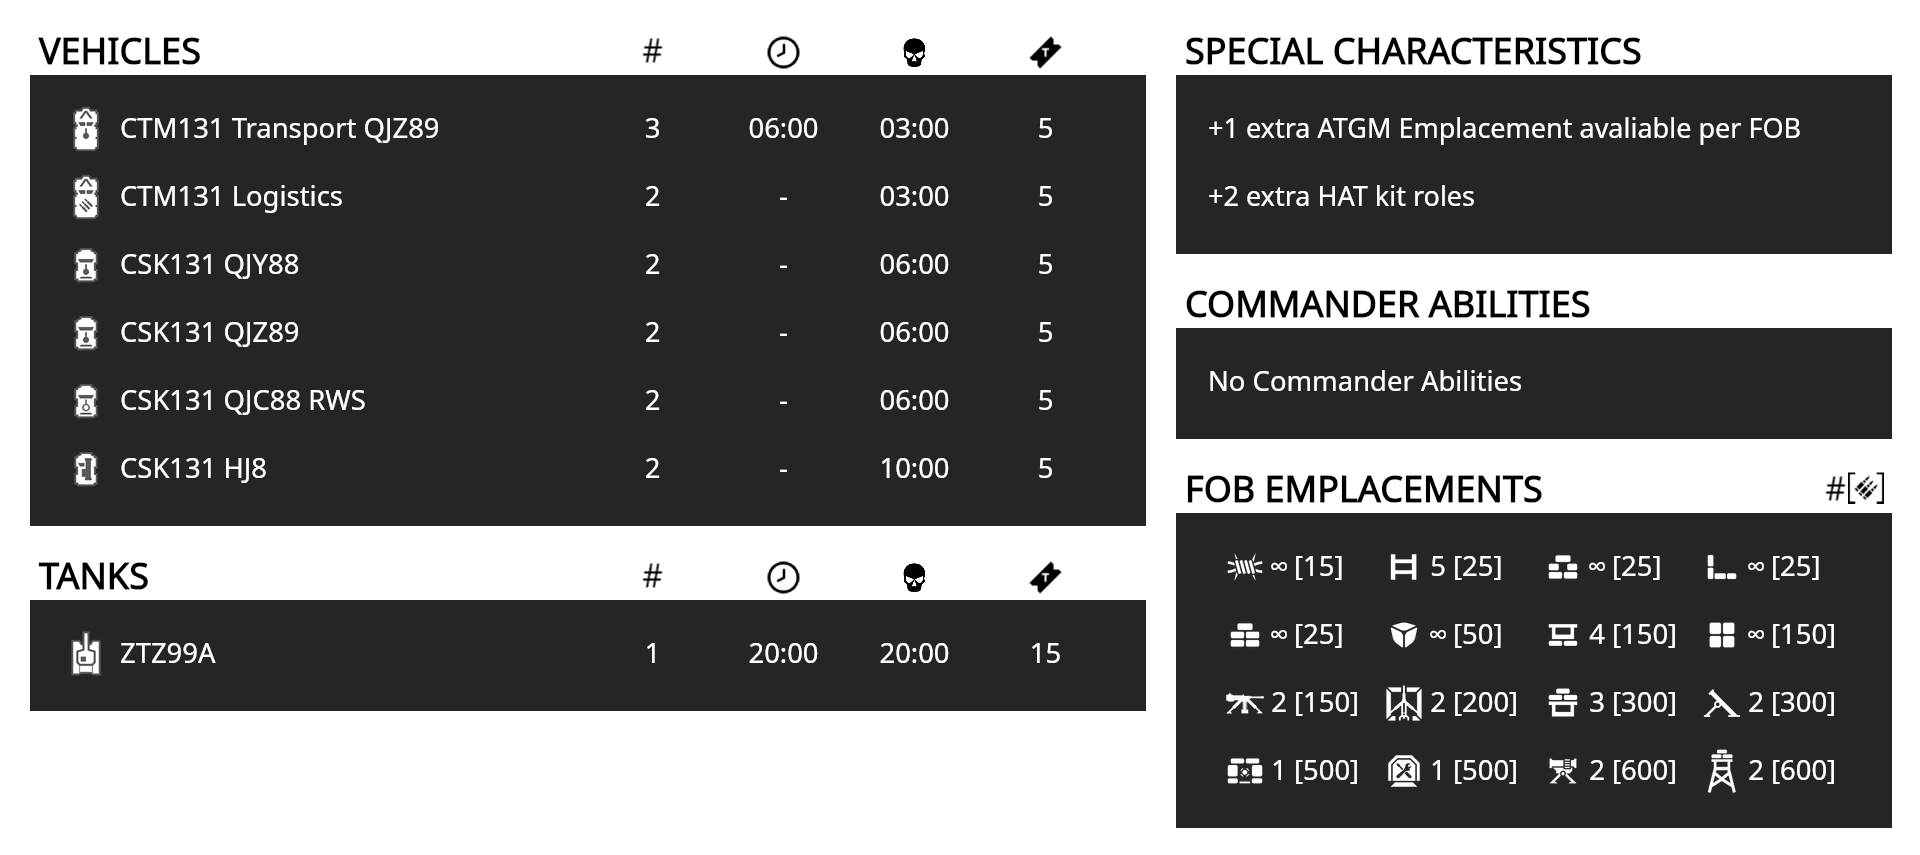 VEHICLES #
CTM131 Transport QJZ89 3 06:00 03:00 5
CTM131 Logistics 2 - 03:00 5
CSK131 QJY88 2 - 06:00 5
CSK131 QJZ89 2 - 06:00 5
CSK131 QJC88 RWS 2 - 06:00 5
CSK131 HJ8 2 - 10:00 5
TANKS # T
ZTZ99A 1 20:00 20:00 15
SPECIAL CHARACTERISTICS
+1 extra ATGM Emplacement avaliable per FOB
+2 extra HAT kit roles
COMMANDER ABILITIES
No Commander Abilities
FOB EMPLACEMENTS #[ ]
∞ [15] 5 [25] ∞ [25] ∞ [25]
∞ [25] ∞ [50] 4 [150] ∞ [150]
2 [150] 2 [200] 3 [300] 2 [300]
1 [500] 1 [500] 2 [600] 2 [600]